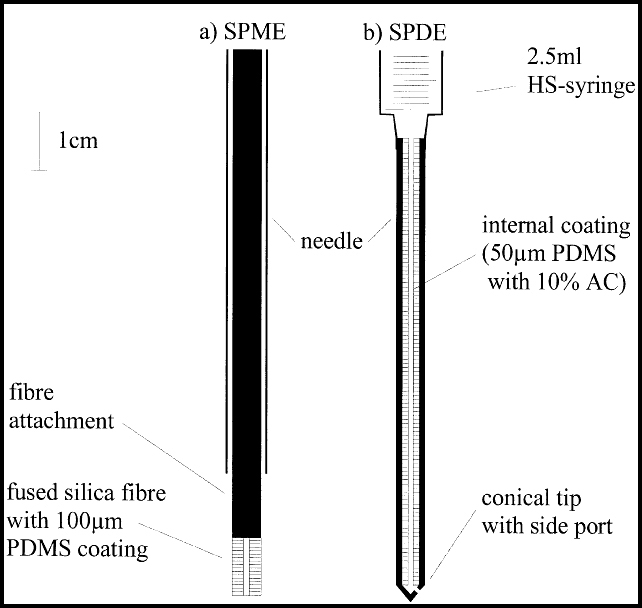 a) SPME
b) SPDE
2.5ml
HS-syringe
1cm
needle
internal coating
(50µm PDMS
with 10% AC)
fibre
attachment
fused silica fibre
with 100µm
PDMS coating
conical tip
with side port